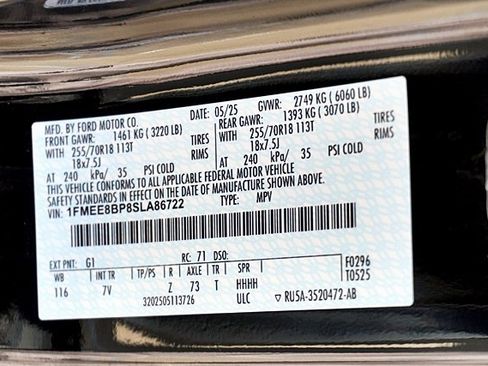 MFD. BY FORD MOTOR CO.
05/25 GVWR: 2749 KG (6060 LB)
FRONT GAWR: 1461 KG (3220 LB) REAR GAWR: 1393 KG (3070 LB)
WITH 255/70R18 113T TIRES WITH 255/70R18 113T TIRES
18x7.5J RIMS 18x7.5J RIMS
AT 240 kPa/ 35 PSI COLD AT 240 kPa/ 35 PSI COLD
THIS VEHICLE CONFORMS TO ALL APPLICABLE FEDERAL MOTOR VEHICLE
SAFETY STANDARDS IN EFFECT ON THE DATE OF MANUFACTURE SHOWN ABOVE.
VIN: 1FMEE8BP8SLA86722 TYPE: MPV
EXT PNT: G1 RC: 71 DSO: F0296
WB INT TR TP/PS R AXLE TR SPR T0525
116 7V Z 73 T HHHH
3202505113726 ULC ▽ RU5A-3520472-AB